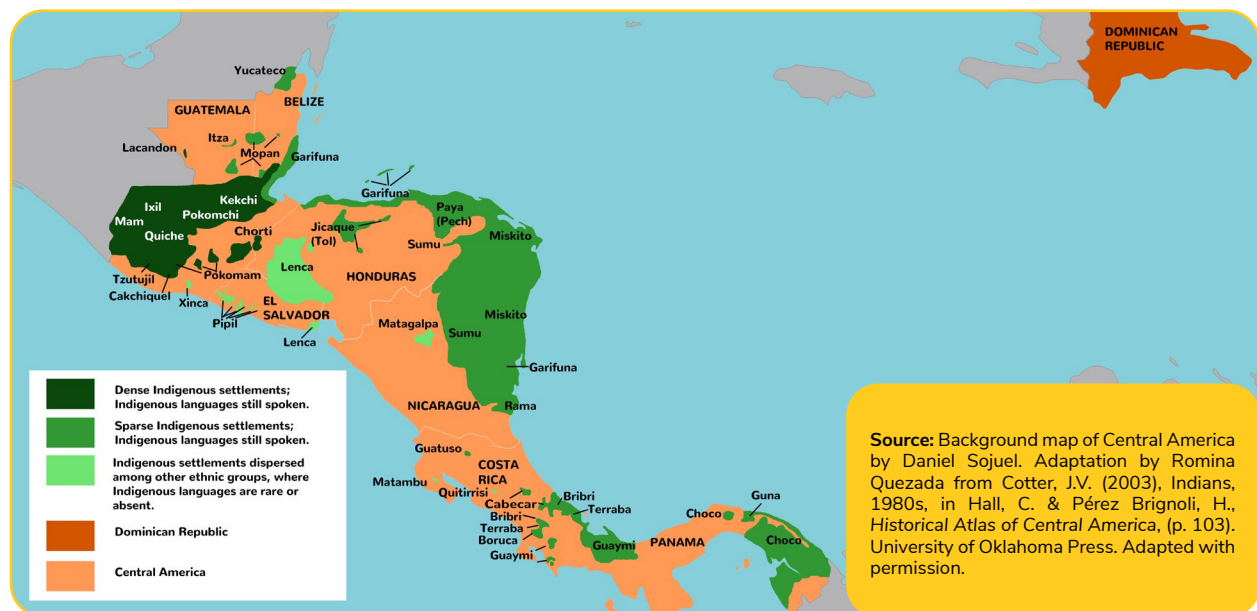 DOMINICAN
REPUBLIC
Yucateco
BELIZE
GUATEMALA
Itza
Lacandon
Mopan
Garifuna
Garifuna
Ixil
Kekchi
Mam
Pokomchi
Quiche
Chorti
Jicaque
(Tol)
Paya
(Pech)
Sumu
Miskito
Lenca
HONDURAS
Tzutujil
Pokomam
Cakchiquel
Xinca
EL
SALVADOR
Pipil
Lenca
Matagalpa
Sumu
Miskito
Garifuna
NICARAGUA
Rama
Guatuso
COSTA
RICA
Matambu
Quitirrisi
Cabecar
Bribri
Terraba
Bribri
Terraba
Boruca
Guaymi
Guaymi
PANAMA
Choco
Guna
Choco
Dense Indigenous settlements;
Indigenous languages still spoken.
Sparse Indigenous settlements;
Indigenous languages still spoken.
Indigenous settlements dispersed
among other ethnic groups, where
Indigenous languages are rare or
absent.
Dominican Republic
Central America
Source: Background map of Central America
by Daniel Sojuel. Adaptation by Romina
Quezada from Cotter, J.V. (2003), Indians,
1980s, in Hall, C. & Pérez Brignoli, H.,
Historical Atlas of Central America, (p. 103).
University of Oklahoma Press. Adapted with
permission.